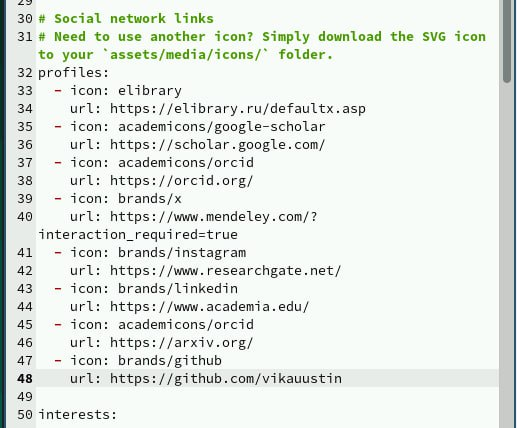 29
30 # Social network links
31 # Need to use another icon? Simply download the SVG icon
to your `assets/media/icons/` folder.
32 profiles:
33   - icon: elibrary
34     url: https://elibrary.ru/defaultx.asp
35   - icon: academicons/google-scholar
36     url: https://scholar.google.com/
37   - icon: academicons/orcid
38     url: https://orcid.org/
39   - icon: brands/x
40     url: https://www.mendeley.com/?
interaction_required=true
41   - icon: brands/instagram
42     url: https://www.researchgate.net/
43   - icon: brands/linkedin
44     url: https://www.academia.edu/
45   - icon: academicons/orcid
46     url: https://arxiv.org/
47   - icon: brands/github
48     url: https://github.com/vikauustin
49
50 interests: